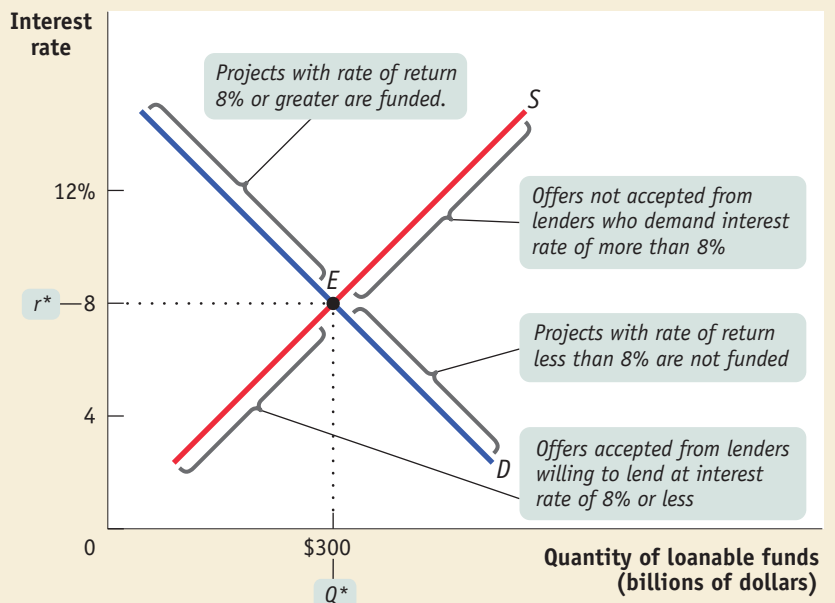 Interest
rate
Projects with rate of return
8% or greater are funded.
S
12%
Offers not accepted from
lenders who demand interest
rate of more than 8%
E
r* 8
Projects with rate of return
less than 8% are not funded
4
Offers accepted from lenders
willing to lend at interest
rate of 8% or less
D
0
$300
Quantity of loanable funds
(billions of dollars)
Q*